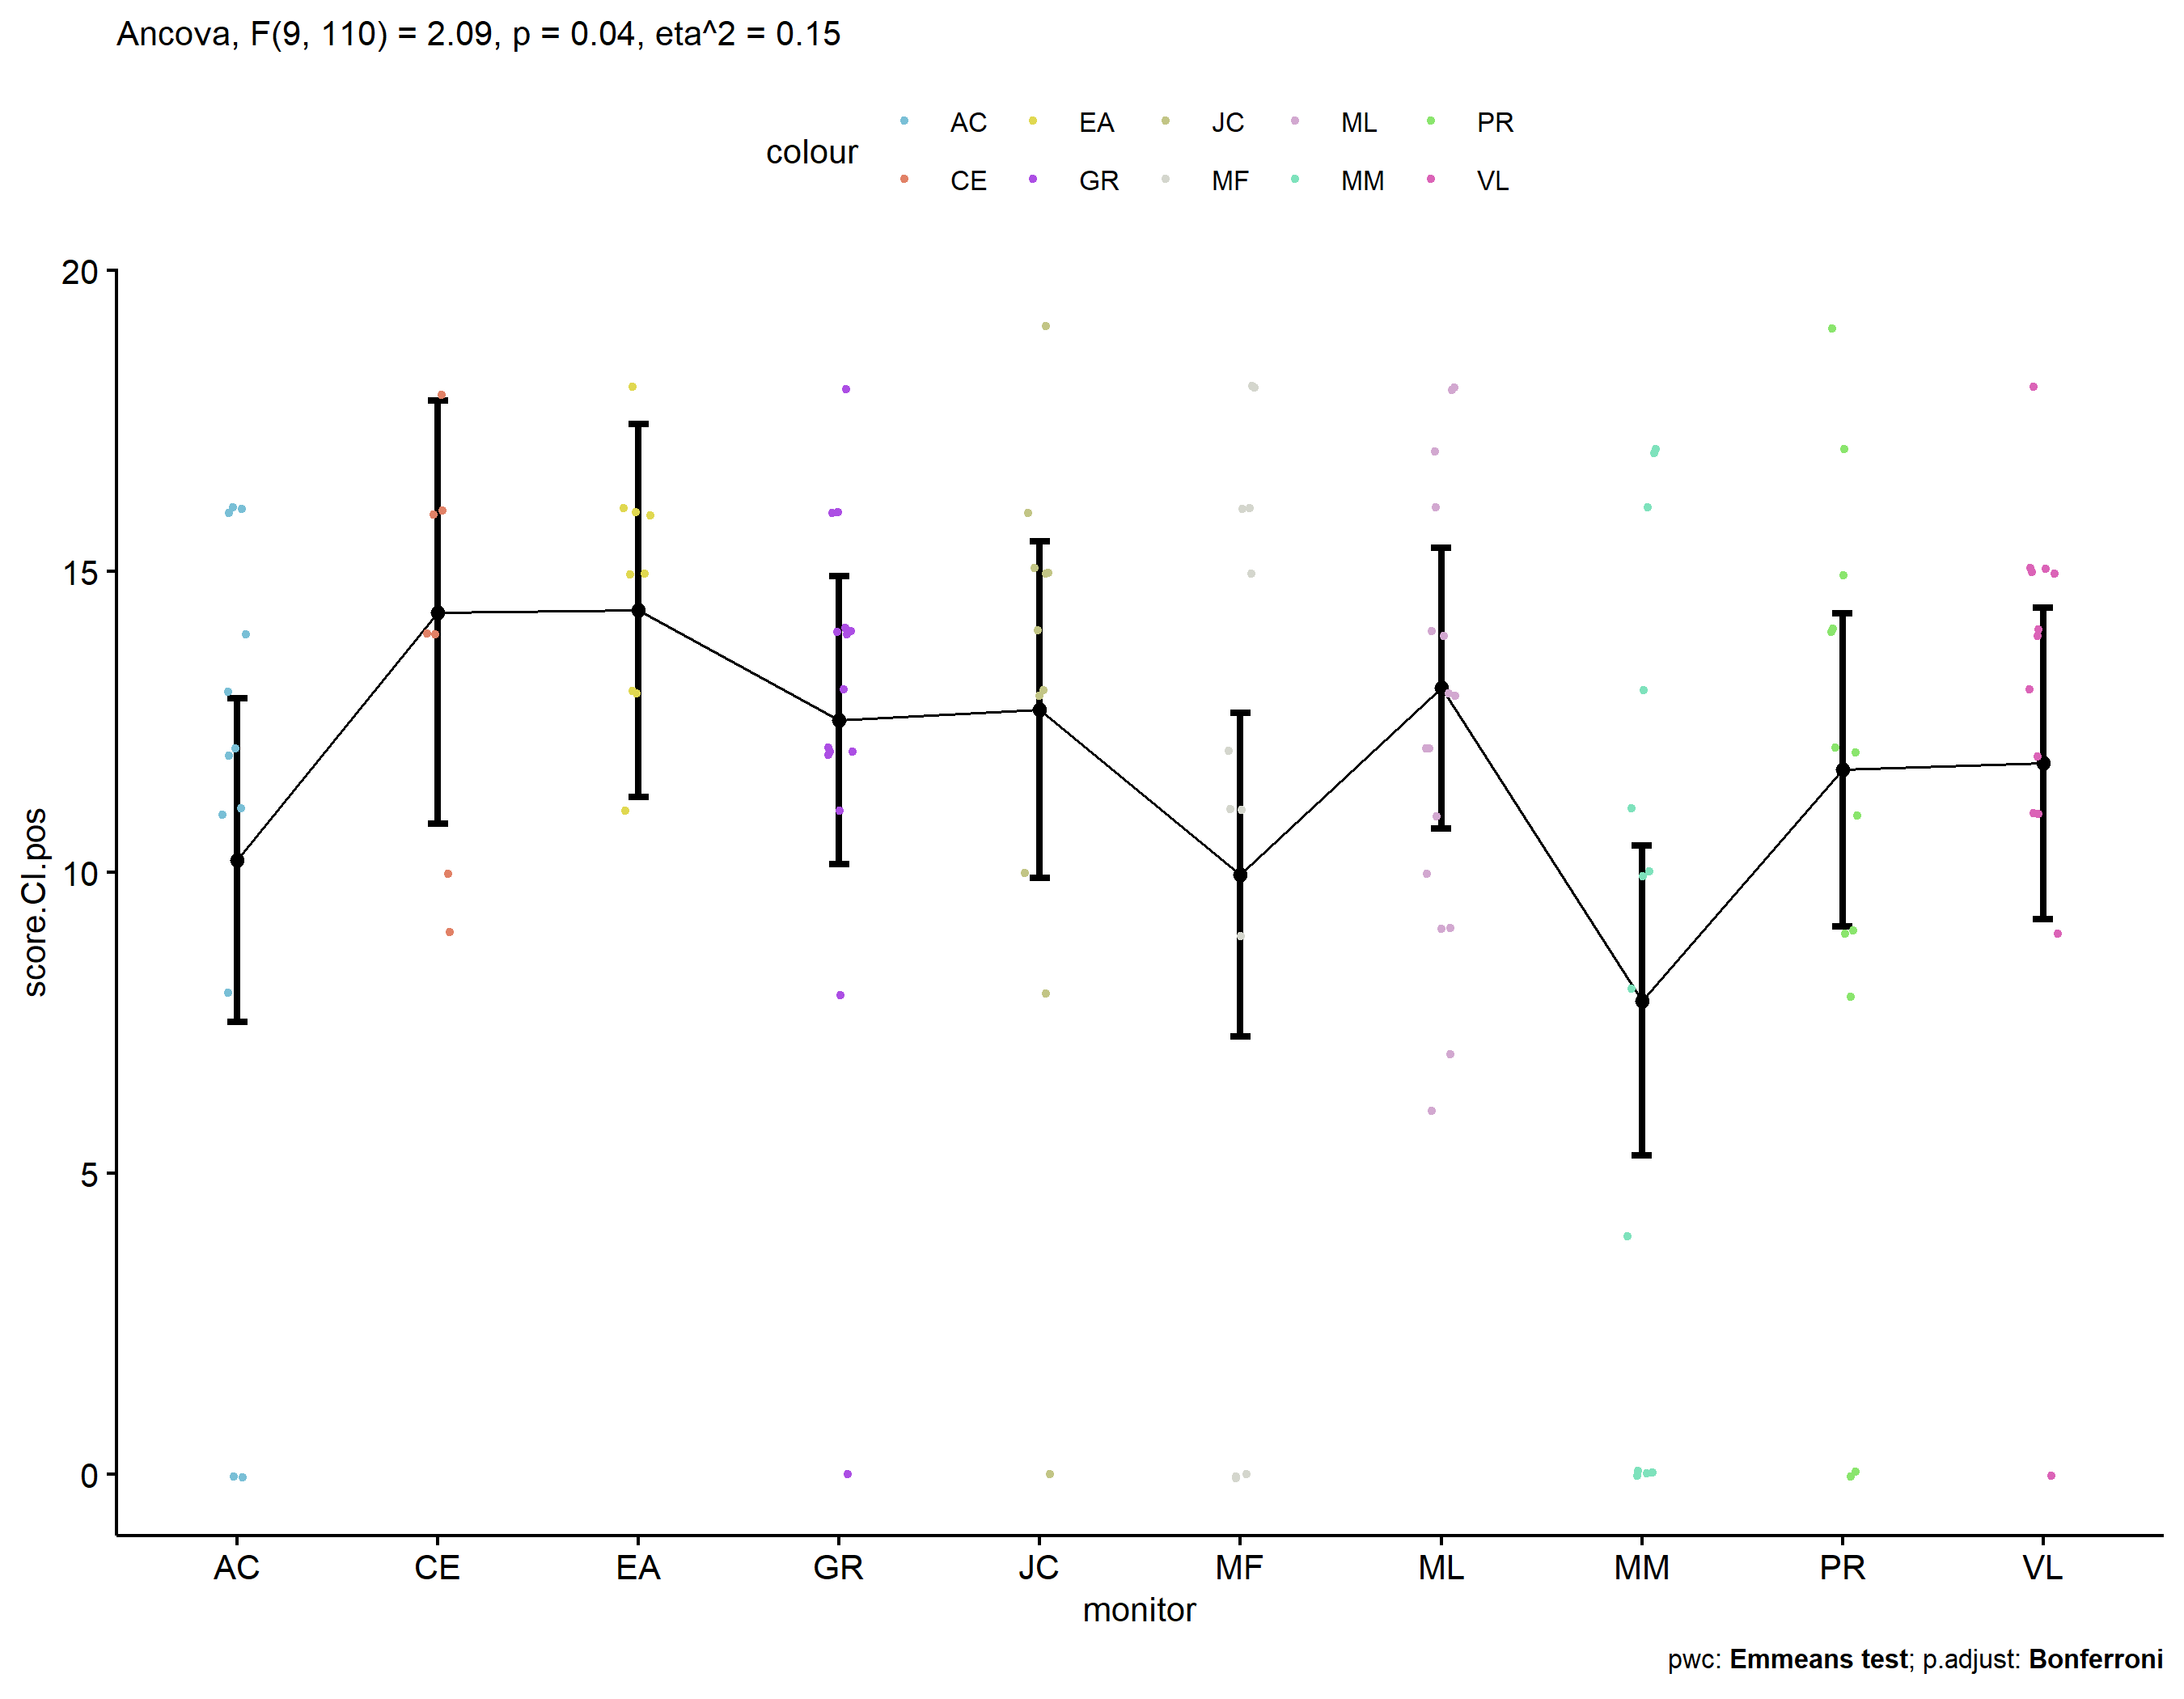 Ancova, F(9, 110) = 2.09, p = 0.04, eta^2 = 0.15
colour
AC EA JC ML PR
CE GR MF MM VL
score.CI.pos
20
15
10
5
0
AC CE EA GR JC MF ML MM PR VL
monitor
pwc: Emmeans test; p.adjust: Bonferroni